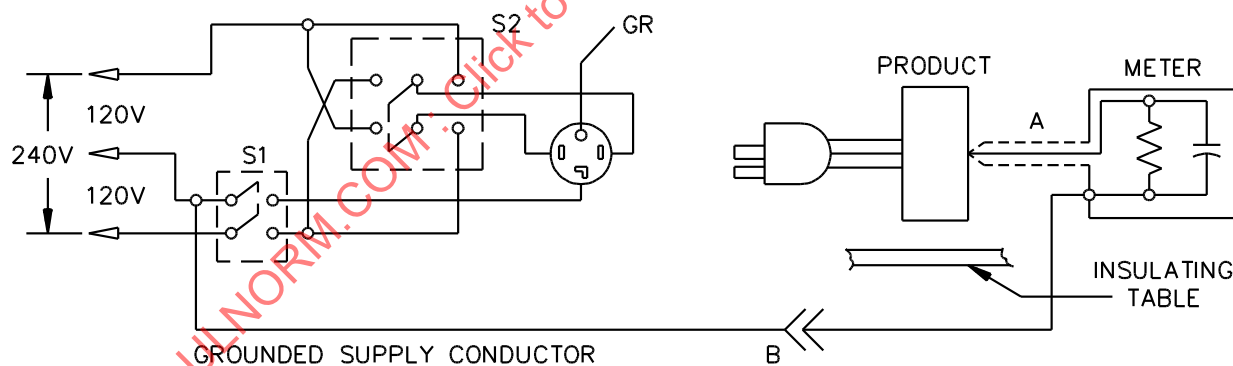 S2
GR
PRODUCT
METER
120V
A
240V
S1
120V
INSULATING
TABLE
GROUNDED SUPPLY CONDUCTOR
B
ULNORM.COM : Click to